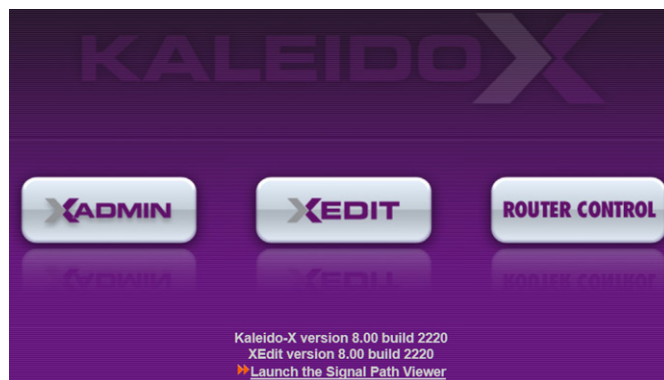 KALEIDOX
XADMIN
XEDIT
ROUTER CONTROL
Kaleido-X version 8.00 build 2220
XEdit version 8.00 build 2220
Launch the Signal Path Viewer